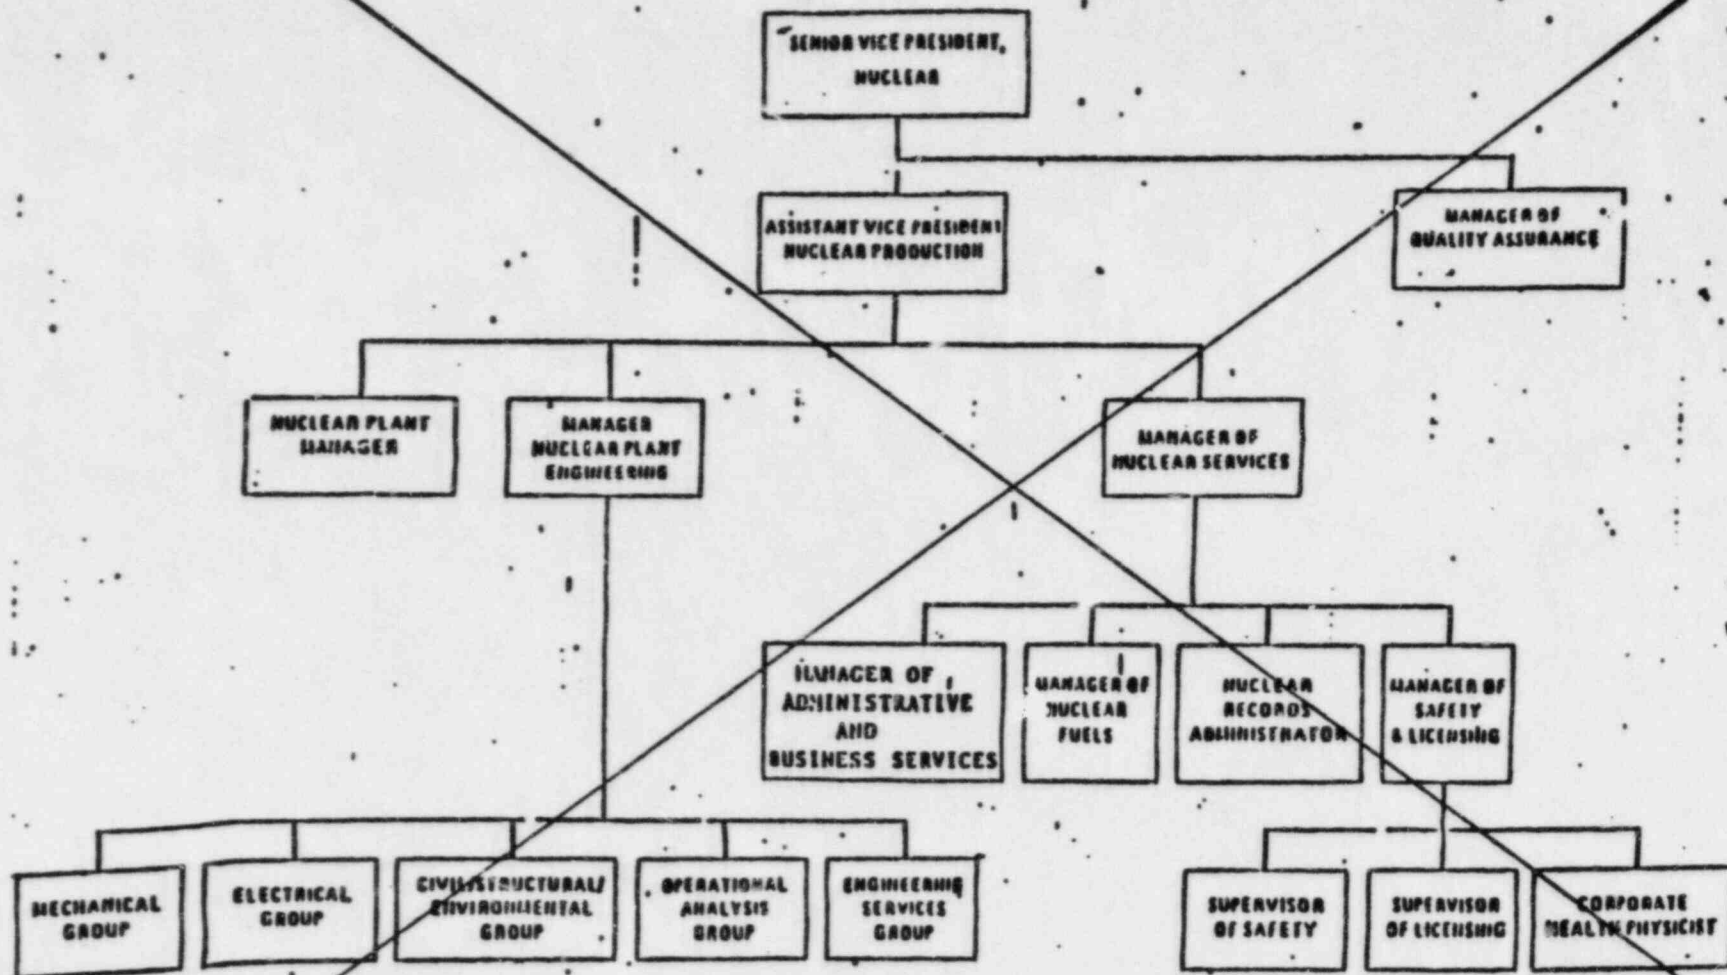 SENIOR VICE PRESIDENT,
NUCLEAR
ASSISTANT VICE PRESIDENT
NUCLEAR PRODUCTION
MANAGER OF
QUALITY ASSURANCE
NUCLEAR PLANT
MANAGER
MANAGER
NUCLEAR PLANT
ENGINEERING
MANAGER OF
NUCLEAR SERVICES
MANAGER OF
ADMINISTRATIVE
AND
BUSINESS SERVICES
MANAGER OF
NUCLEAR
FUELS
NUCLEAR
RECORDS
ADMINISTRATOR
MANAGER OF
SAFETY
& LICENSING
MECHANICAL
GROUP
ELECTRICAL
GROUP
CIVIL/STRUCTURAL/
ENVIRONMENTAL
GROUP
OPERATIONAL
ANALYSIS
GROUP
ENGINEERING
SERVICES
GROUP
SUPERVISOR
OF SAFETY
SUPERVISOR
OF LICENSING
CORPORATE
HEALTH PHYSICIST